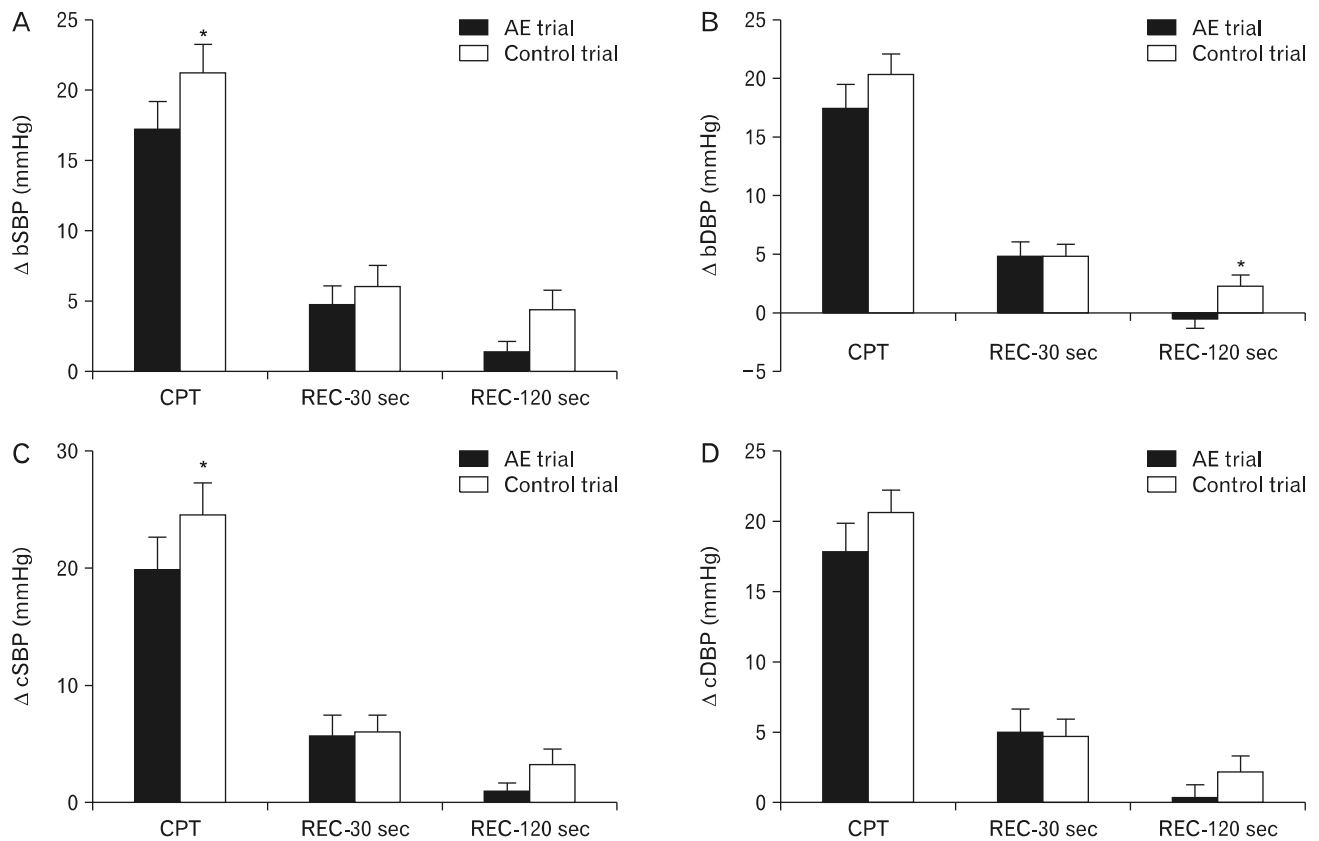 A
Δ bSBP (mmHg)
25
20
15
10
5
0
*
AE trial
Control trial
CPT
REC-30 sec
REC-120 sec
B
Δ bDBP (mmHg)
25
20
15
10
5
0
−5
*
AE trial
Control trial
CPT
REC-30 sec
REC-120 sec
C
Δ cSBP (mmHg)
30
20
10
0
*
AE trial
Control trial
CPT
REC-30 sec
REC-120 sec
D
Δ cDBP (mmHg)
25
20
15
10
5
0
AE trial
Control trial
CPT
REC-30 sec
REC-120 sec